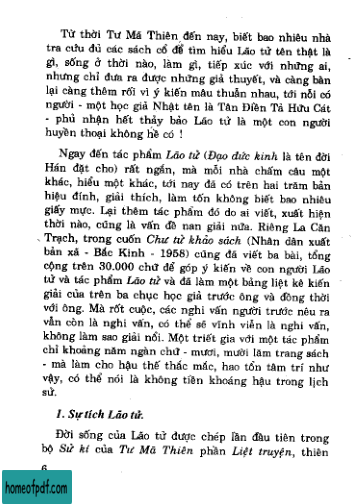 Từ thời Tư Mã Thiên đến nay, biết bao nhiêu nhà
tra cứu đủ các sách cổ để tìm hiểu Lão tử tên thật là
gì, sống ở thời nào, làm gì, tiếp xúc với những ai,
nhưng chỉ đưa ra được những giả thuyết, và càng bàn
lại càng thêm rối vì ý kiến mâu thuẫn nhau, tới nỗi có
người - một học giả Nhật tên là Tân Điền Tả Hữu Cát
- phủ nhận hết thảy bảo Lão tử là một con người
huyền thoại không hề có !
Ngay đến tác phẩm Lão tử (Đạo đức kinh là tên đời
Hán đặt cho) rất ngắn, mà mỗi nhà chấm câu một
khác, hiểu một khác, tới nay đã có trên hai trăm bản
hiệu đính, giải thích, làm tốn không biết bao nhiêu
giấy mực. Lại thêm tác phẩm đó do ai viết, xuất hiện
thời nào, cũng là vấn đề nan giải nữa. Riêng La Căn
Trạch, trong cuốn Chư tử khảo sách (Nhân dân xuất
bản xã - Bắc Kinh - 1958) cũng đã viết ba bài, tổng
cộng trên 30.000 chữ để góp ý kiến về con người Lão
tử và tác phẩm Lão tử và đã làm một bảng liệt kê kiến
giải của trên ba chục học giả trước ông và đồng thời
với ông. Mà rốt cuộc, các nghi vấn người trước nêu ra
vẫn còn là nghi vấn, có thể sẽ vĩnh viễn là nghi vấn,
không làm sao giải nổi. Một triết gia với một tác phẩm
chỉ khoảng năm ngàn chữ - mươi, mười lăm trang sách
- mà làm cho hậu thế thắc mắc, hao tổn tâm trí như
vậy, có thể nói là không tiền khoáng hậu trong lịch
sử.
1. Sự tích Lão tử.
Đời sống của Lão tử được chép lần đầu tiên trong
bộ Sử kí của Tư Mã Thiên phần Liệt truyện, thiên
6
homeofpdf.com